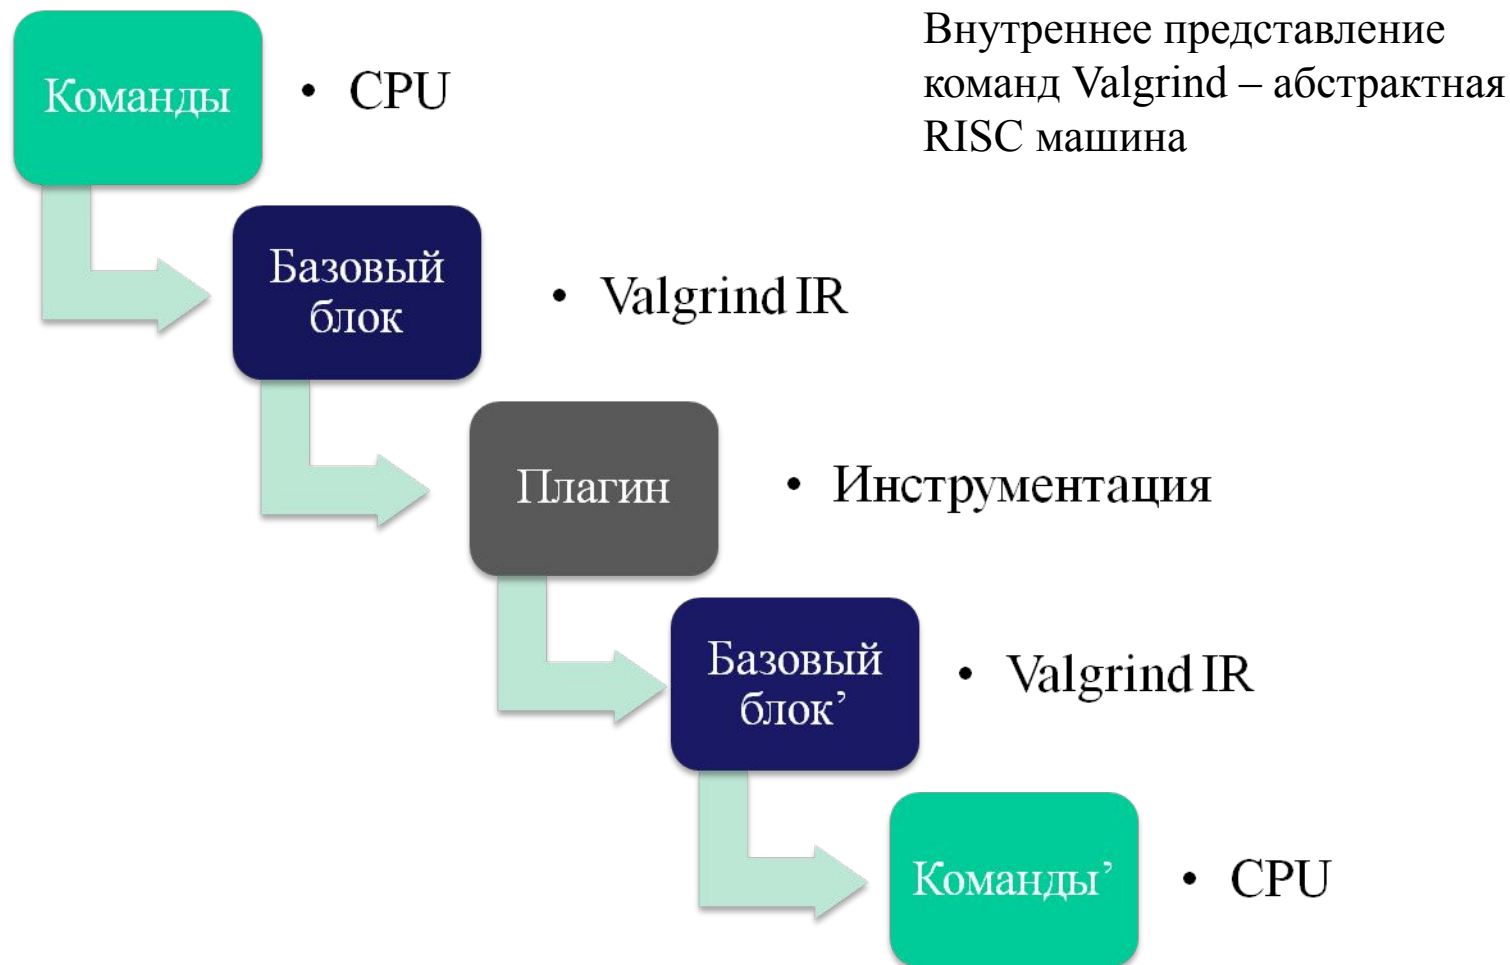 Внутреннее представление
команд Valgrind – абстрактная
RISC машина
Команды
• CPU
Базовый
блок
• Valgrind IR
Плагин
• Инструментация
Базовый
блок’
• Valgrind IR
Команды’
• CPU